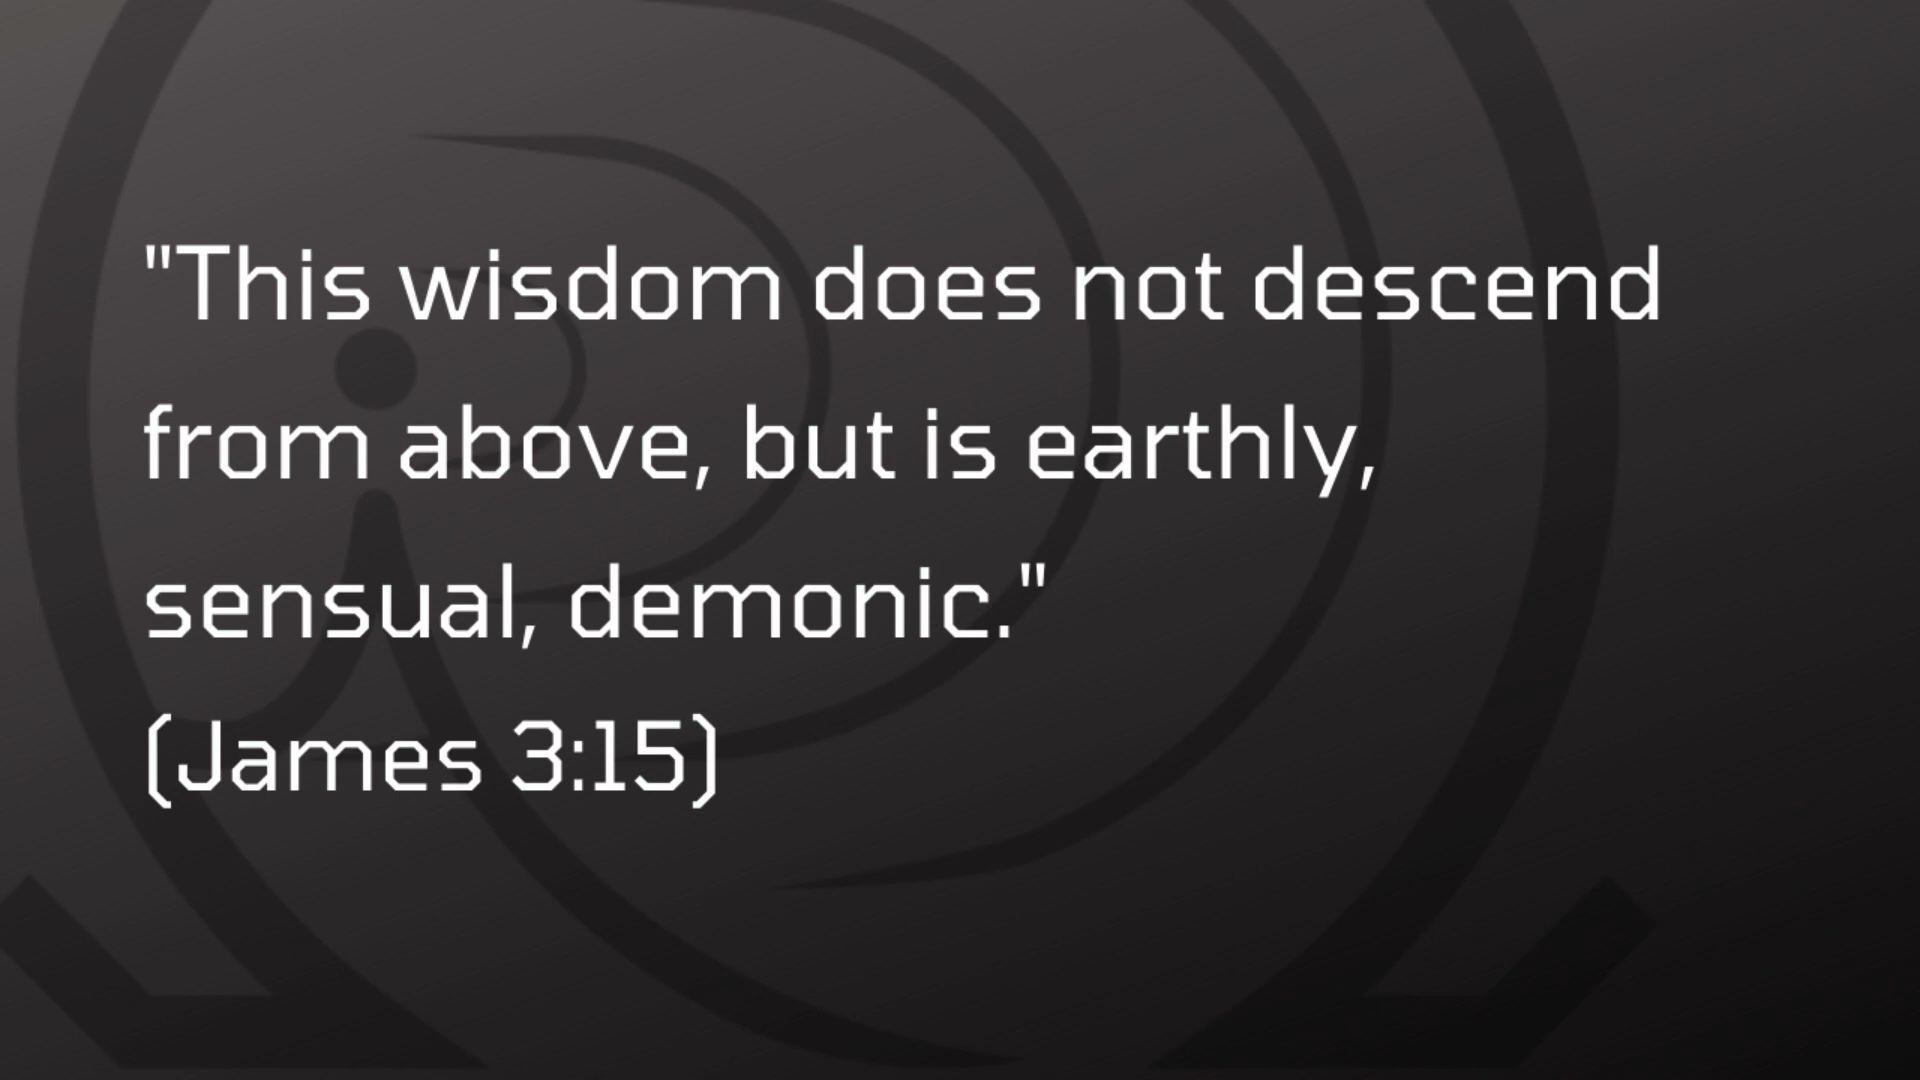 "This wisdom does not descend
from above, but is earthly,
sensual, demonic."
(James 3:15)